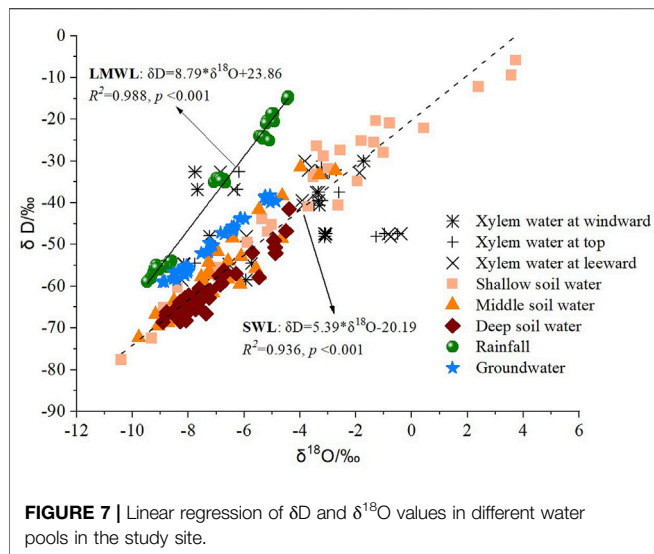 0
-10
-20
-30
-40
-50
-60
-70
-80
-90
δ D/‰
LMWL: δD=8.79*δ¹⁸O+23.86
R²=0.988, p <0.001
Xylem water at windward
Xylem water at top
Xylem water at leeward
Shallow soil water
Middle soil water
Deep soil water
Rainfall
Groundwater
SWL: δD=5.39*δ¹⁸O-20.19
R²=0.936, p <0.001
-12 -10 -8 -6 -4 -2 0 2 4 6
δ¹⁸O/‰
FIGURE 7 | Linear regression of δD and δ¹⁸O values in different water
pools in the study site.